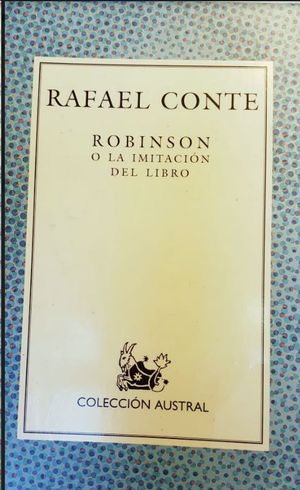 RAFAEL CONTE
ROBINSON
O LA IMITACIÓN
DEL LIBRO
COLECCIÓN AUSTRAL